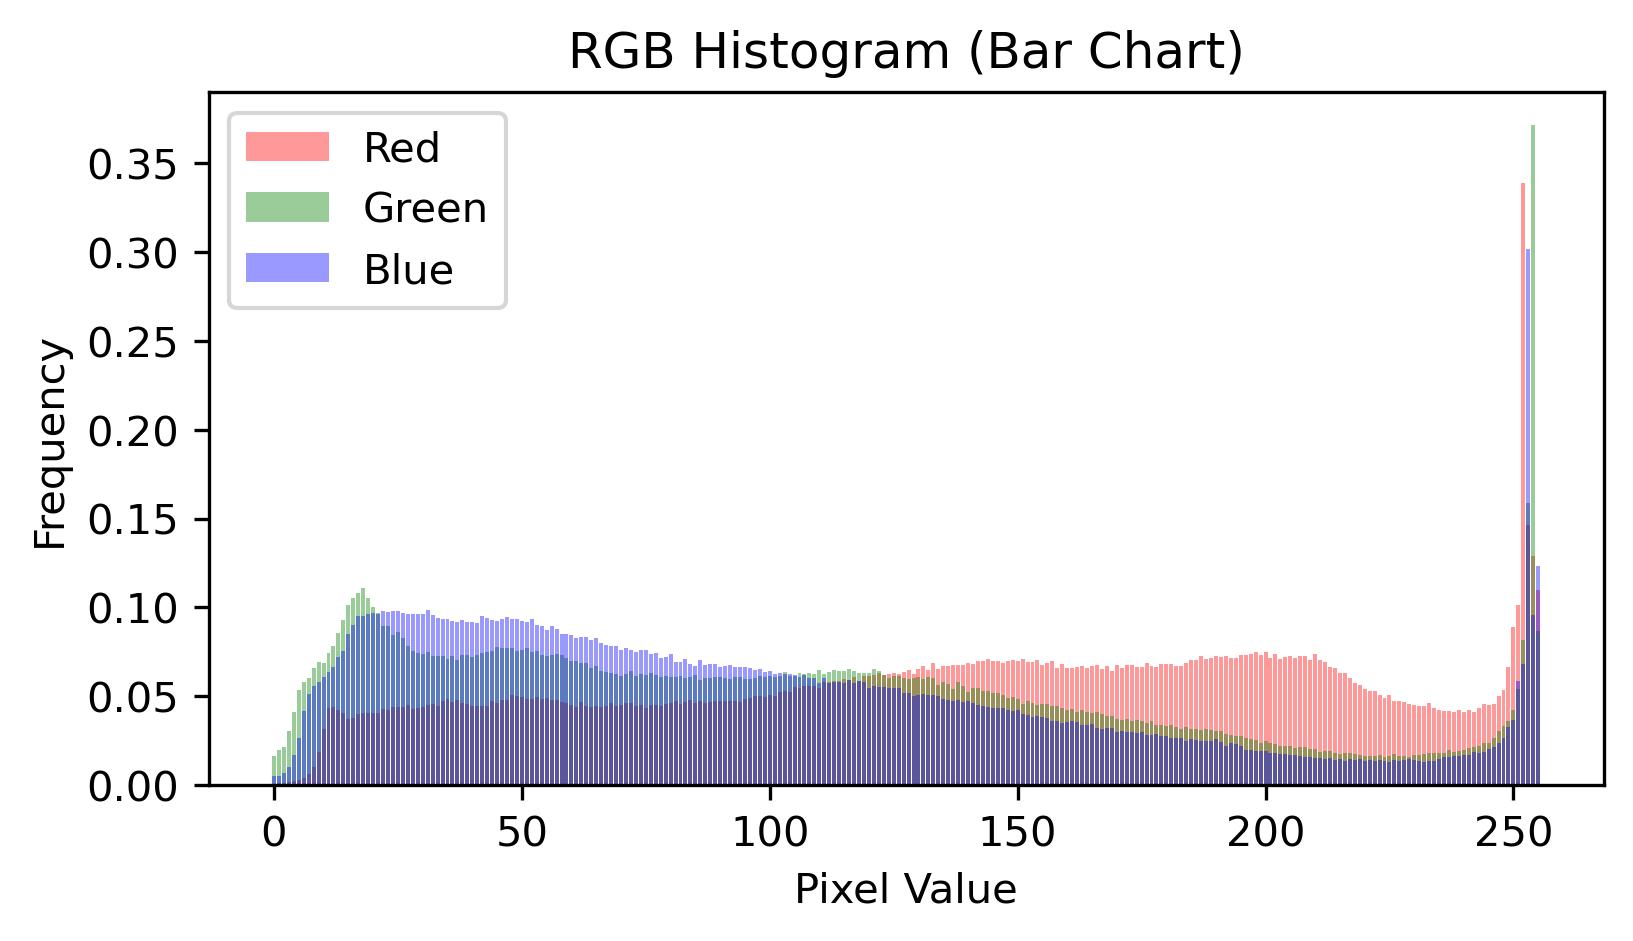 RGB Histogram (Bar Chart)
Red
Green
Blue
Frequency
0.35
0.30
0.25
0.20
0.15
0.10
0.05
0.00
0 50 100 150 200 250
Pixel Value